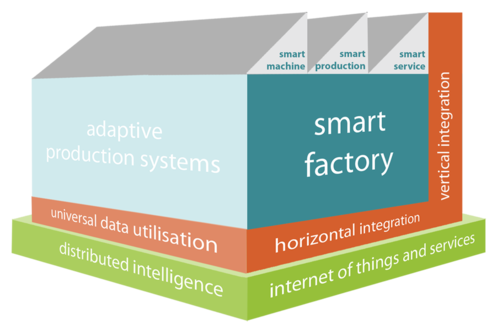 smart
machine
smart
production
smart
service
adaptive
production systems
smart
factory
vertical integration
universal data utilisation
horizontal integration
distributed intelligence
internet of things and services